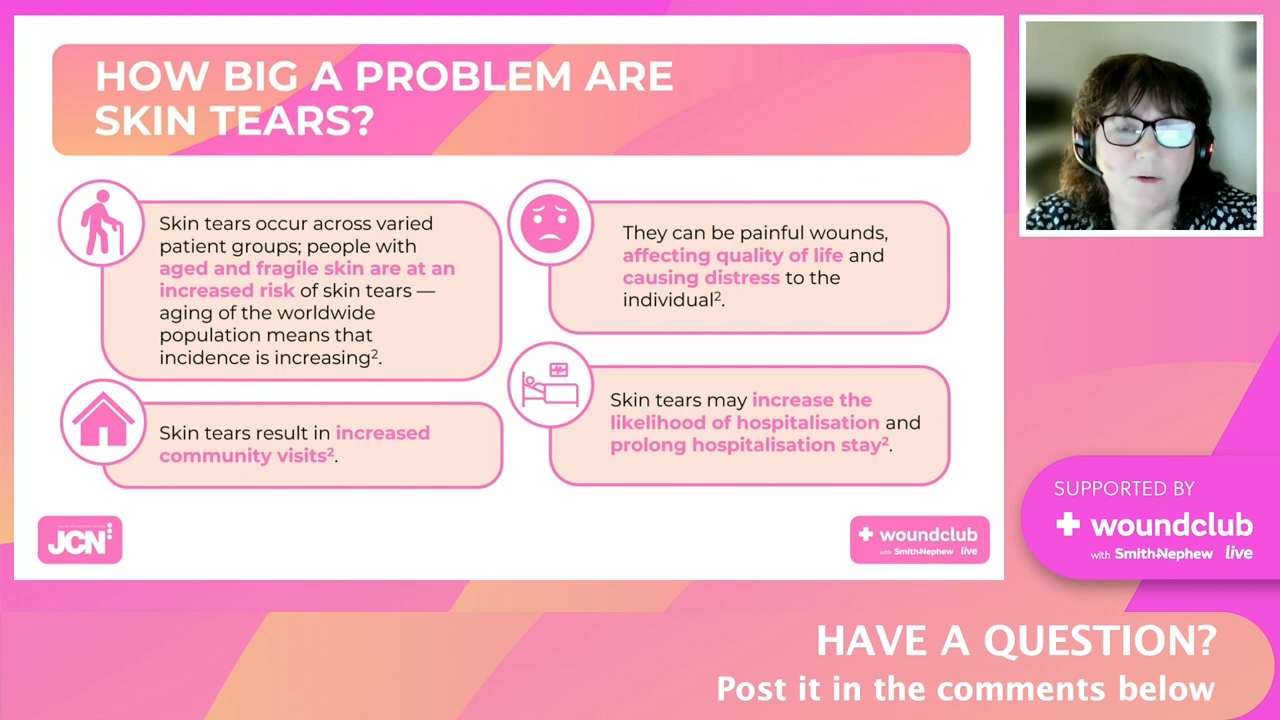 HOW BIG A PROBLEM ARE
SKIN TEARS?
Skin tears occur across varied
patient groups; people with
aged and fragile skin are at an
increased risk of skin tears —
aging of the worldwide
population means that
incidence is increasing².
They can be painful wounds,
affecting quality of life and
causing distress to the
individual².
Skin tears result in increased
community visits².
Skin tears may increase the
likelihood of hospitalisation and
prolong hospitalisation stay².
JCN
woundclub
with Smith+Nephew live
SUPPORTED BY
woundclub
with Smith+Nephew live
HAVE A QUESTION?
Post it in the comments below